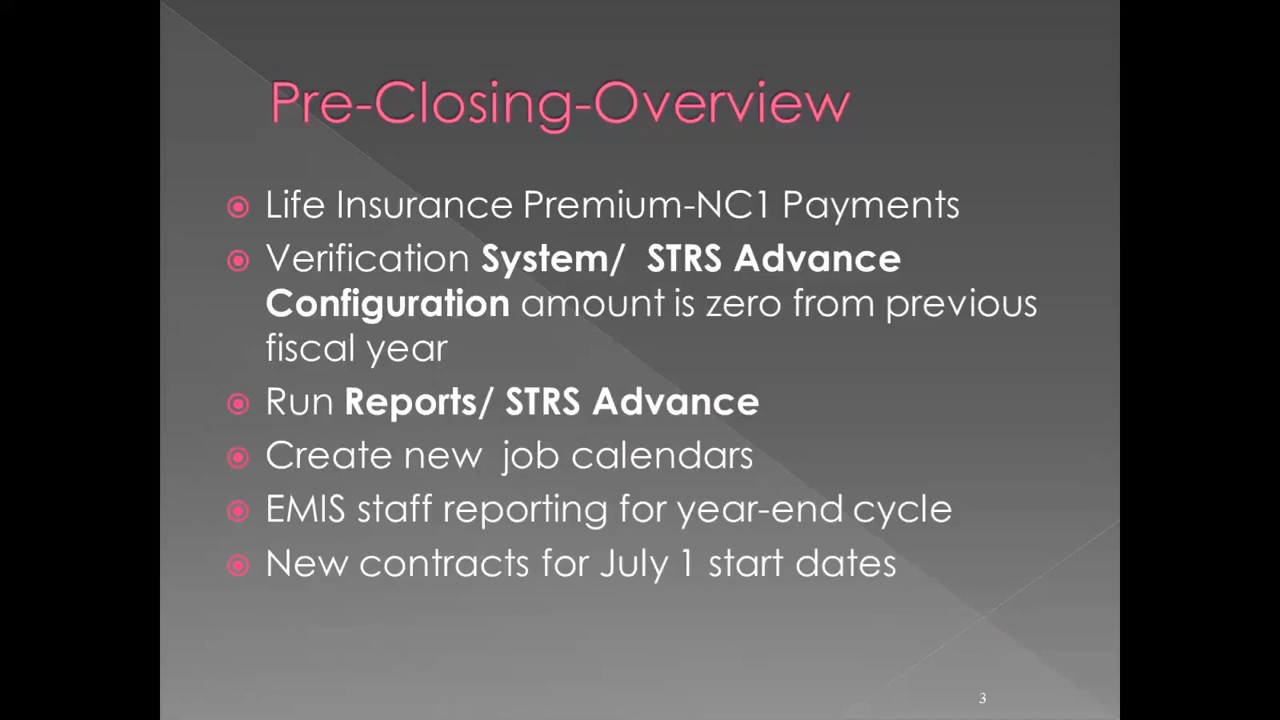 Pre-Closing-Overview
Life Insurance Premium-NC1 Payments
Verification System/ STRS Advance
Configuration amount is zero from previous
fiscal year
Run Reports/ STRS Advance
Create new job calendars
EMIS staff reporting for year-end cycle
New contracts for July 1 start dates
3